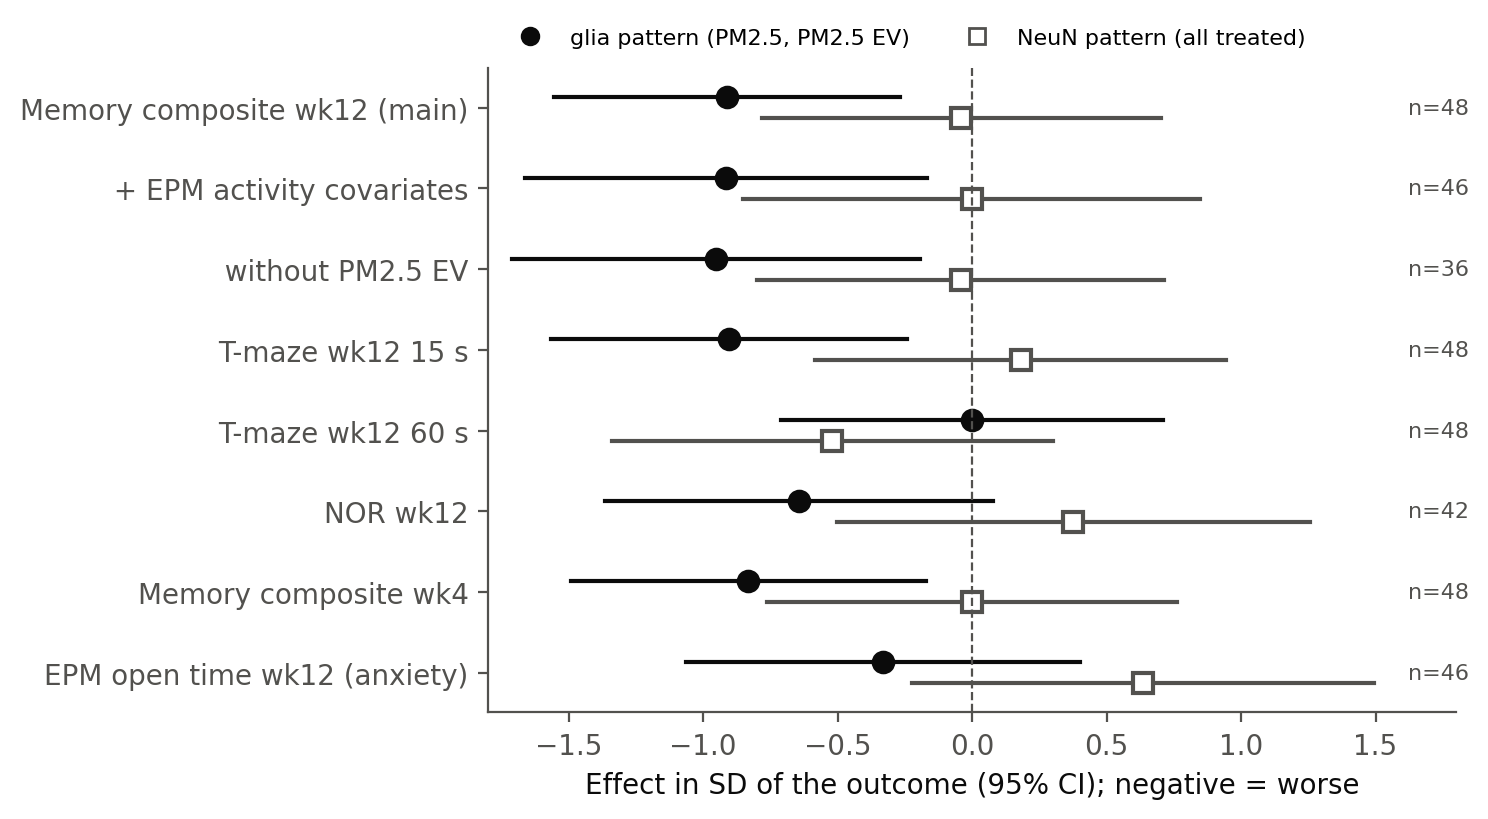 glia pattern (PM2.5, PM2.5 EV) NeuN pattern (all treated)
Memory composite wk12 (main) n=48
+ EPM activity covariates n=46
without PM2.5 EV n=36
T-maze wk12 15 s n=48
T-maze wk12 60 s n=48
NOR wk12 n=42
Memory composite wk4 n=48
EPM open time wk12 (anxiety) n=46
−1.5 −1.0 −0.5 0.0 0.5 1.0 1.5
Effect in SD of the outcome (95% CI); negative = worse